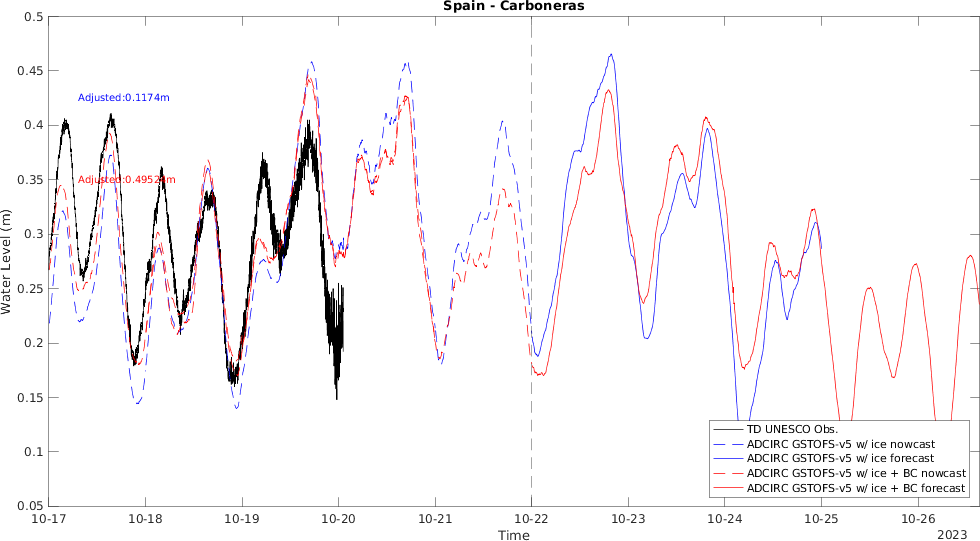 Spain - Carboneras
0.5
0.45
0.4
0.35
0.3
0.25
0.2
0.15
0.1
0.05
Water Level (m)
Adjusted:0.1174m
Adjusted:0.4952m
TD UNESCO Obs.
ADCIRC GSTOFS-v5 w/ ice nowcast
ADCIRC GSTOFS-v5 w/ ice forecast
ADCIRC GSTOFS-v5 w/ ice + BC nowcast
ADCIRC GSTOFS-v5 w/ ice + BC forecast
10-17 10-18 10-19 10-20 10-21 10-22 10-23 10-24 10-25 10-26
Time
2023